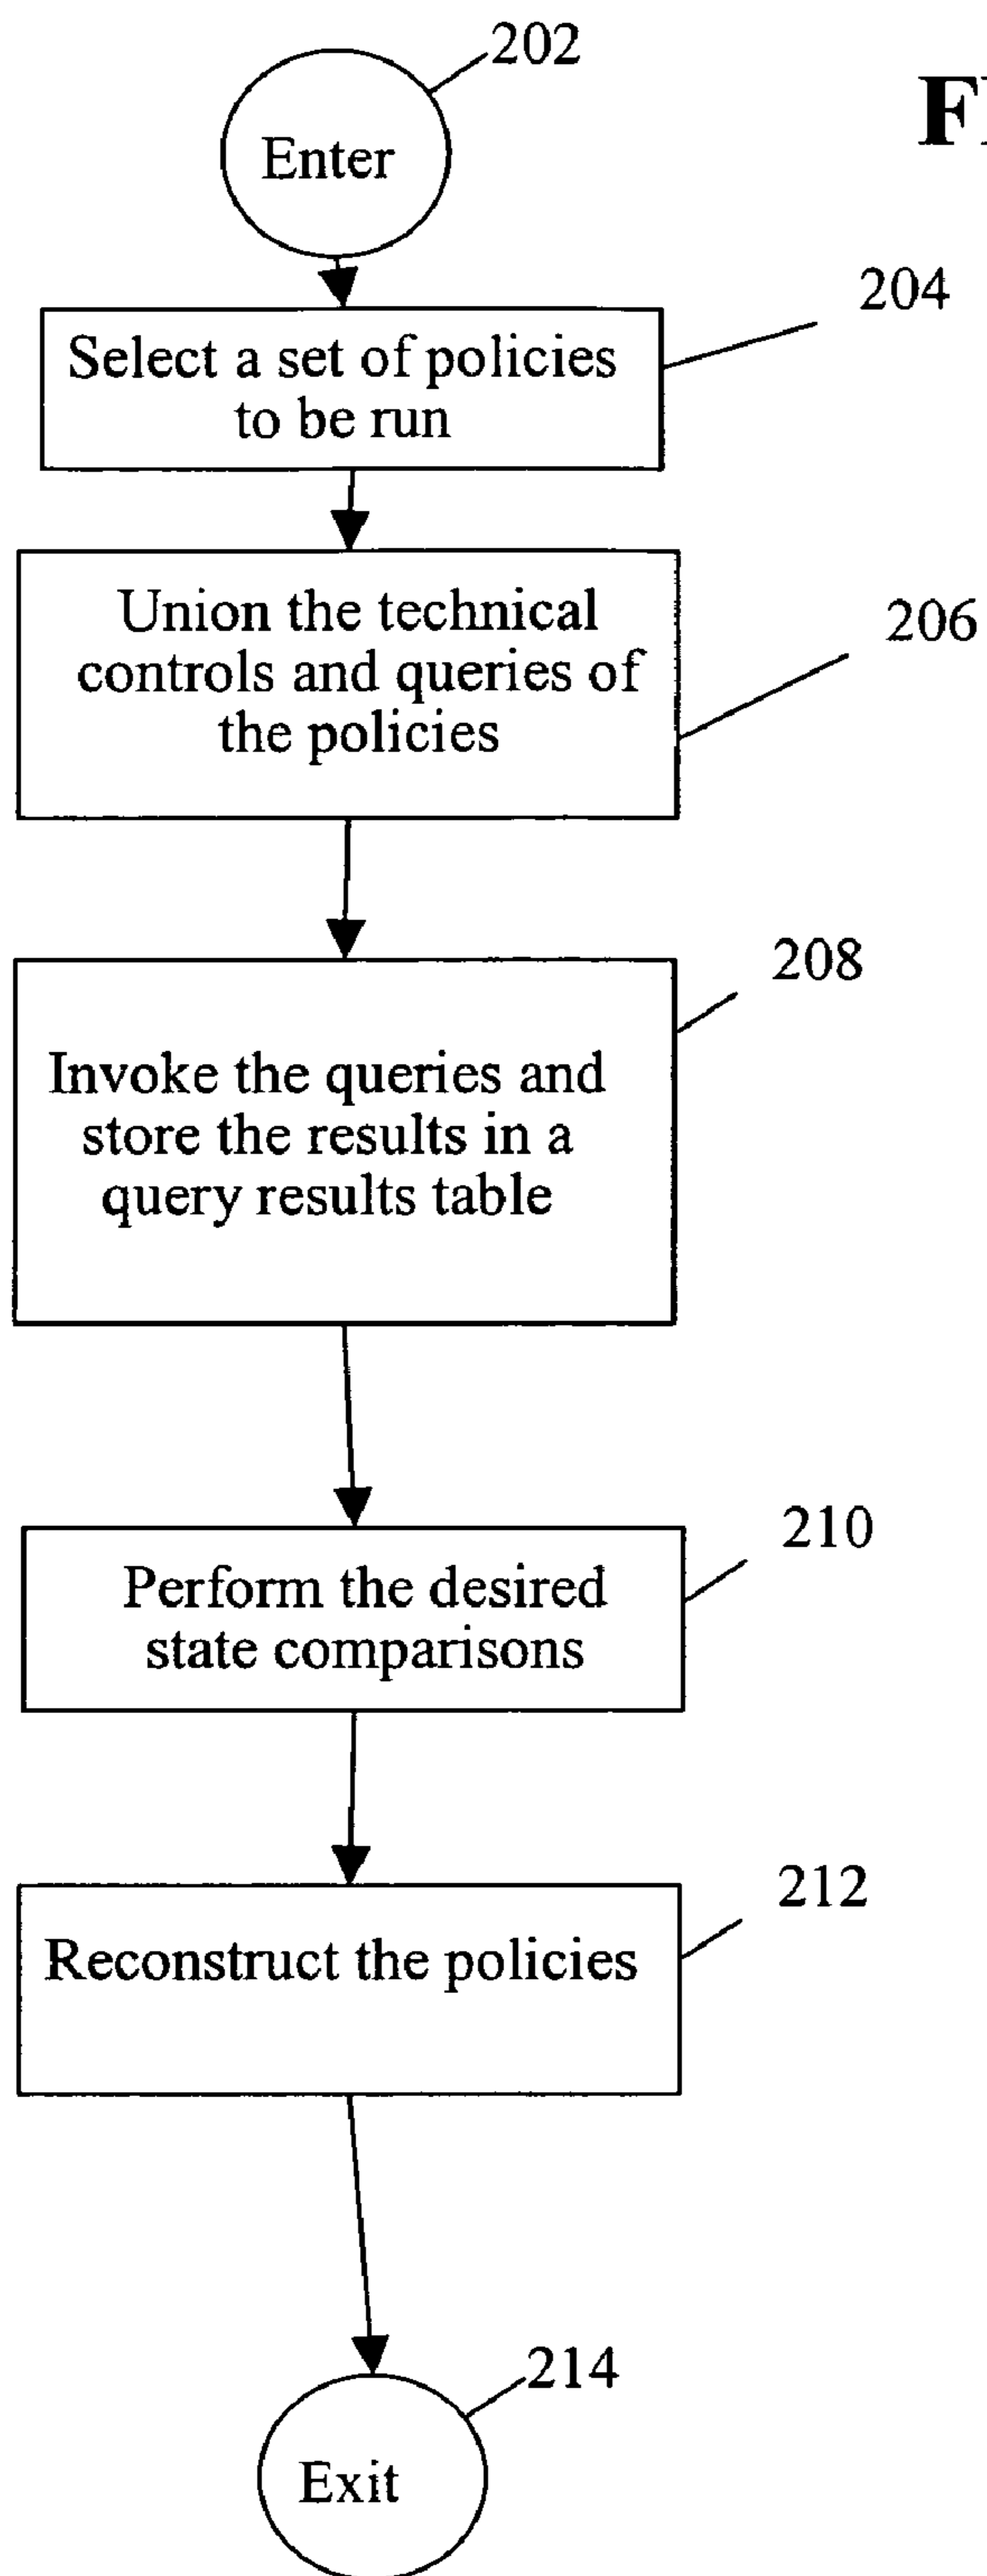 202
Enter
204
Select a set of policies
to be run
206
Union the technical
controls and queries of
the policies
208
Invoke the queries and
store the results in a
query results table
210
Perform the desired
state comparisons
212
Reconstruct the policies
214
Exit